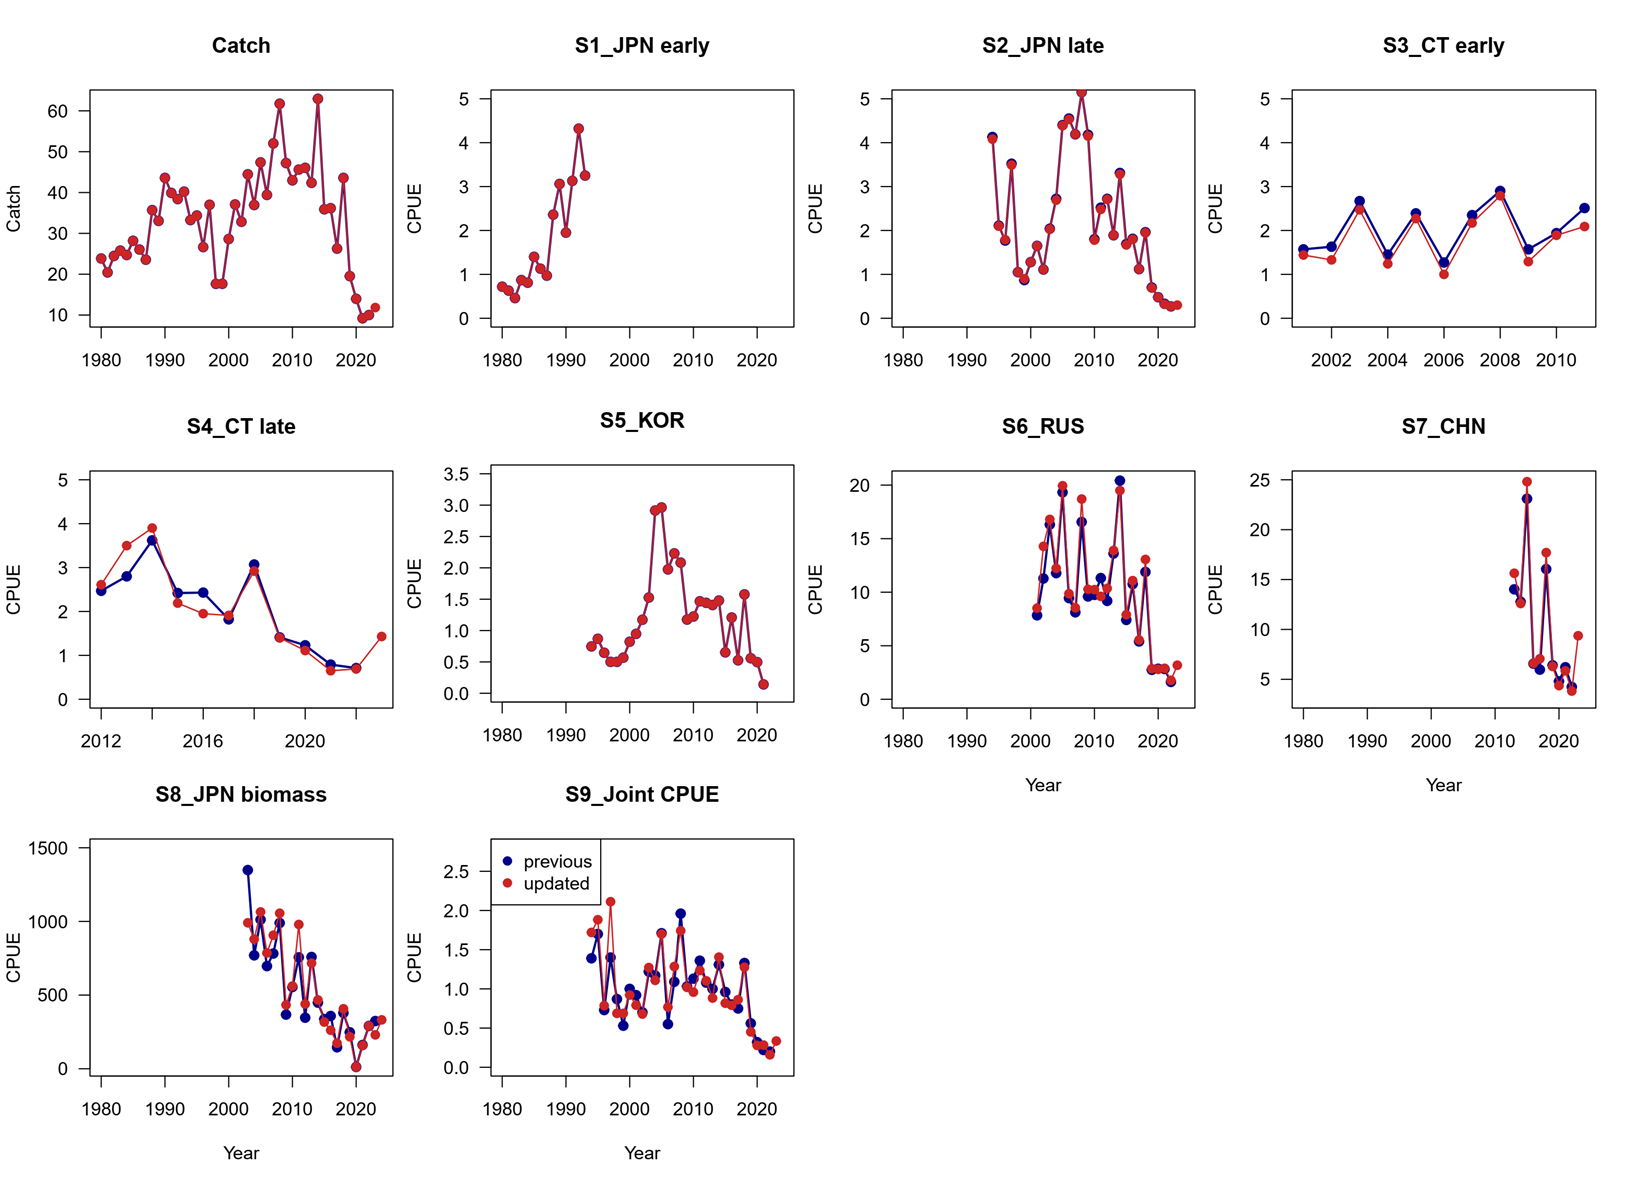 Catch
Catch
60
50
40
30
20
10
1980 1990 2000 2010 2020
S1_JPN early
CPUE
5
4
3
2
1
0
1980 1990 2000 2010 2020
S2_JPN late
CPUE
5
4
3
2
1
0
1980 1990 2000 2010 2020
S3_CT early
CPUE
5
4
3
2
1
0
2002 2004 2006 2008 2010
S4_CT late
CPUE
5
4
3
2
1
0
2012 2016 2020
S5_KOR
CPUE
3.5
3.0
2.5
2.0
1.5
1.0
0.5
0.0
1980 1990 2000 2010 2020
S6_RUS
CPUE
20
15
10
5
0
1980 1990 2000 2010 2020
Year
S7_CHN
CPUE
25
20
15
10
5
1980 1990 2000 2010 2020
Year
S8_JPN biomass
CPUE
1500
1000
500
0
1980 1990 2000 2010 2020
Year
S9_Joint CPUE
previous
updated
CPUE
2.5
2.0
1.5
1.0
0.5
0.0
1980 1990 2000 2010 2020
Year